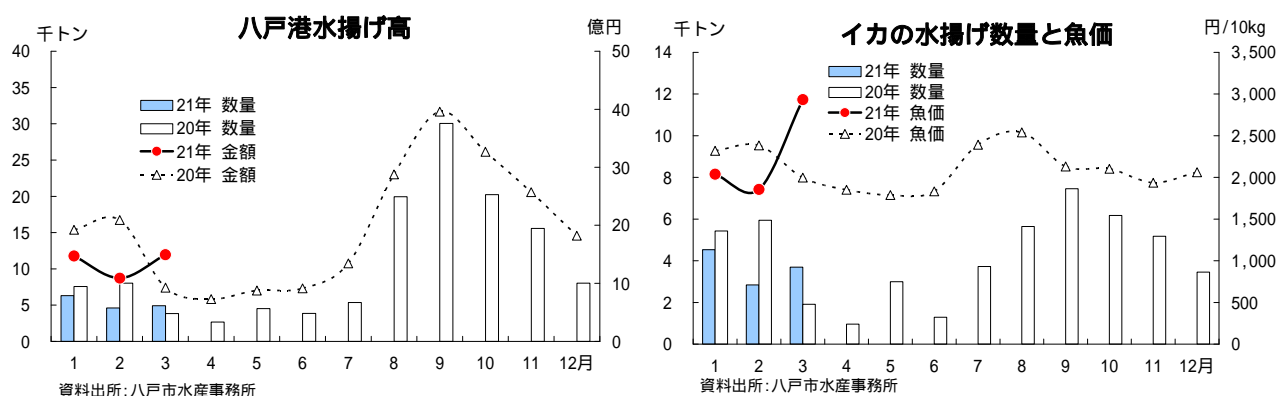 八戸港水揚げ高
千トン
億円
40
35
30
25
20
15
10
5
0
50
40
30
20
10
0
21年 数量
20年 数量
21年 金額
20年 金額
1 2 3 4 5 6 7 8 9 10 11 12月
資料出所:八戸市水産事務所
イカの水揚げ数量と魚価
千トン
円/10kg
14
12
10
8
6
4
2
0
3,500
3,000
2,500
2,000
1,500
1,000
500
0
21年 数量
20年 数量
21年 魚価
20年 魚価
1 2 3 4 5 6 7 8 9 10 11 12月
資料出所:八戸市水産事務所